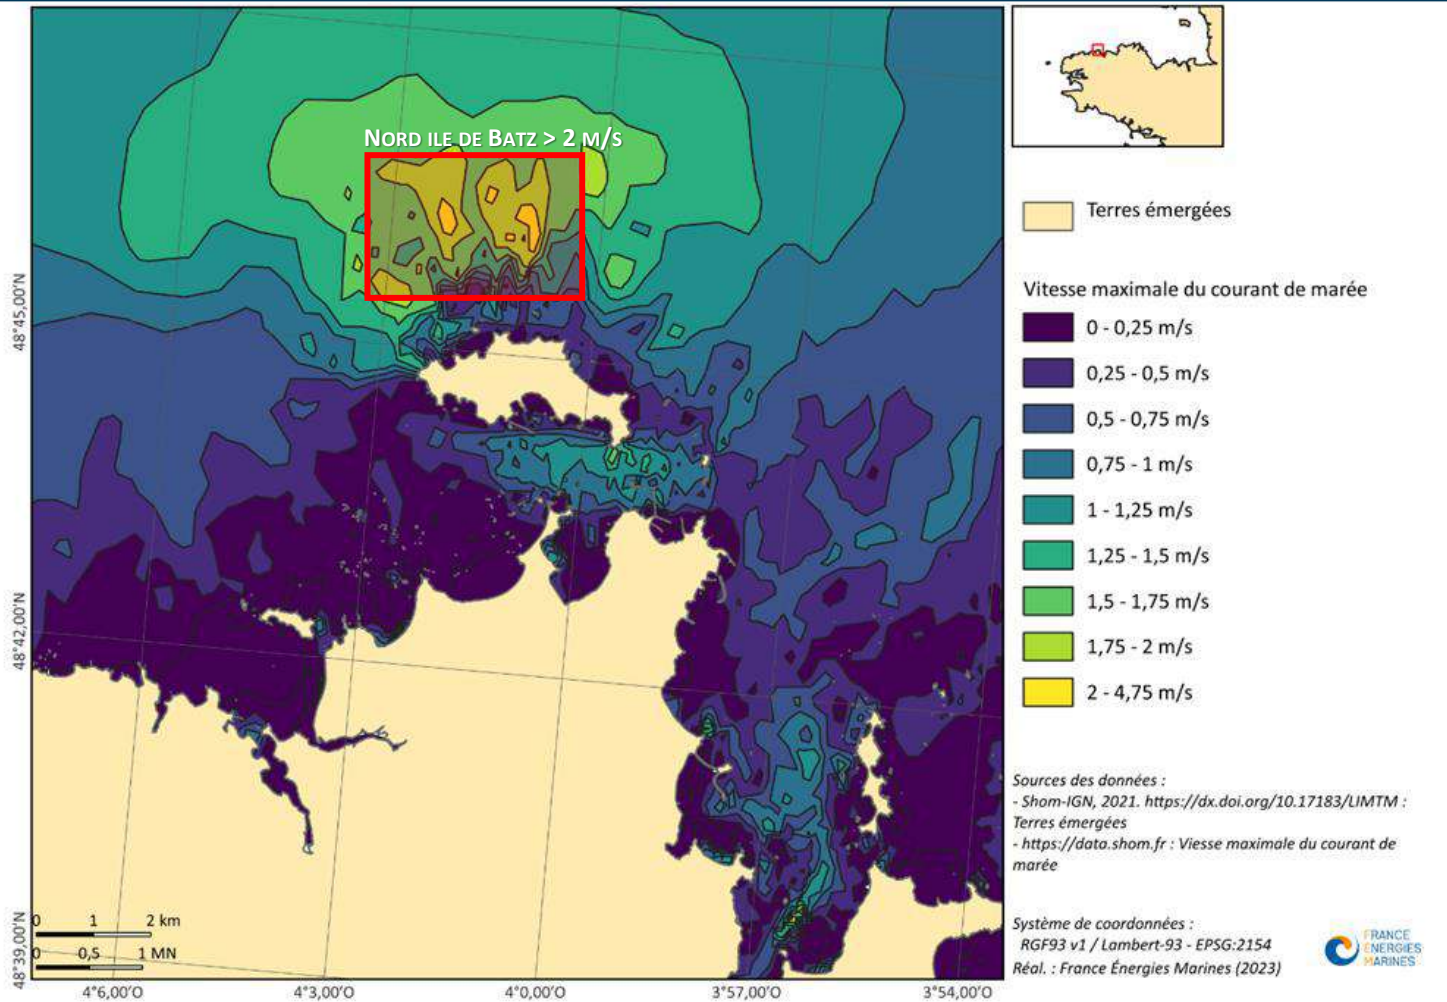 NORD ILE DE BATZ > 2 M/S
Terres émergées
Vitesse maximale du courant de marée
0 - 0,25 m/s
0,25 - 0,5 m/s
0,5 - 0,75 m/s
0,75 - 1 m/s
1 - 1,25 m/s
1,25 - 1,5 m/s
1,5 - 1,75 m/s
1,75 - 2 m/s
2 - 4,75 m/s
Sources des données :
- Shom-IGN, 2021. https://dx.doi.org/10.17183/LIMTM :
Terres émergées
- https://data.shom.fr : Viesse maximale du courant de
marée
Système de coordonnées :
RGF93 v1 / Lambert-93 - EPSG:2154
Réal. : France Énergies Marines (2023)
FRANCE
ENERGIES
MARINES
48°45,00'N
48°42,00'N
48°39,00'N
0 1 2 km
0 0,5 1 MN
4°6,00'O
4°3,00'O
4°0,00'O
3°57,00'O
3°54,00'O